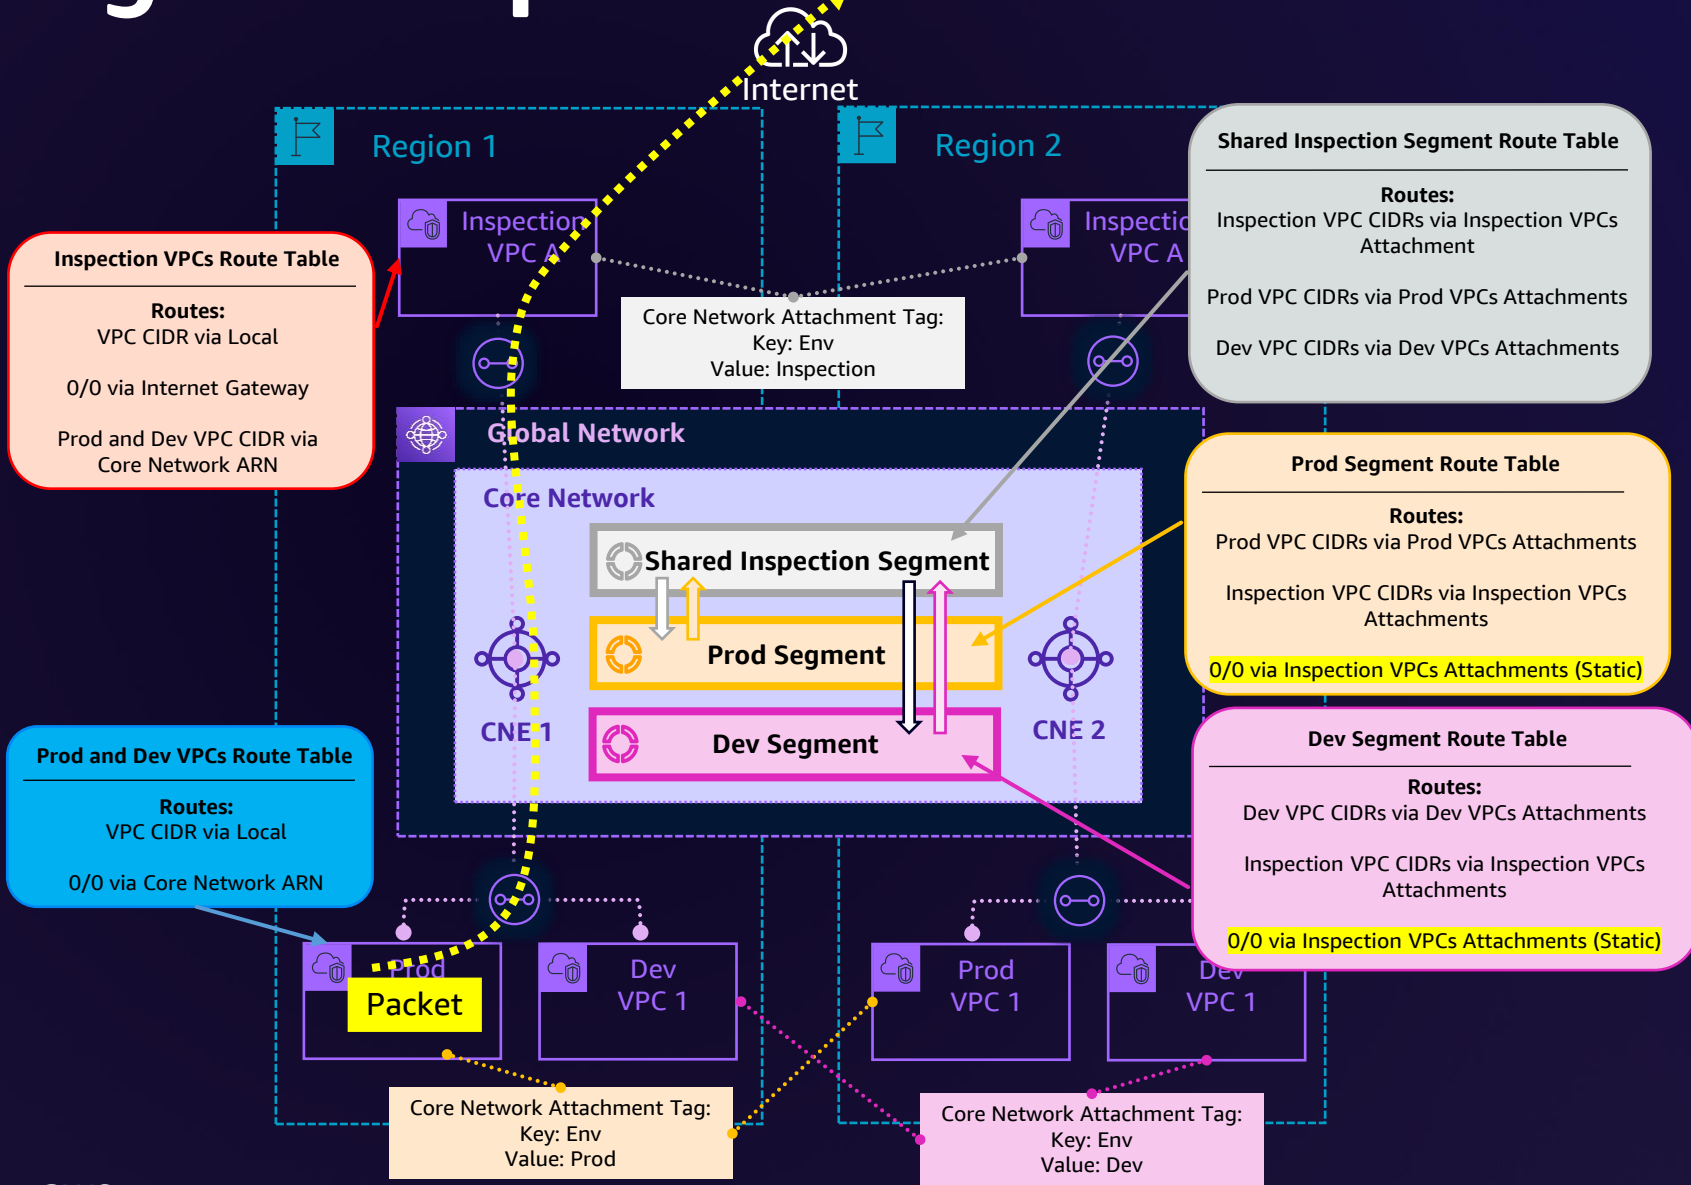 Internet
Region 1
Region 2
Shared Inspection Segment Route Table
Routes:
Inspection VPC CIDRs via Inspection VPCs
Attachment
Prod VPC CIDRs via Prod VPCs Attachments
Dev VPC CIDRs via Dev VPCs Attachments
Inspection
VPC A
VPC A
Inspection VPCs Route Table
Routes:
VPC CIDR via Local
0/0 via Internet Gateway
Prod and Dev VPC CIDR via
Core Network ARN
Core Network Attachment Tag:
Key: Env
Value: Inspection
Global Network
Core Network
Shared Inspection Segment
Prod Segment
Dev Segment
CNE 1
CNE 2
Prod Segment Route Table
Routes:
Prod VPC CIDRs via Prod VPCs Attachments
Inspection VPC CIDRs via Inspection VPCs
Attachments
0/0 via Inspection VPCs Attachments (Static)
Prod and Dev VPCs Route Table
Routes:
VPC CIDR via Local
0/0 via Core Network ARN
Dev Segment Route Table
Routes:
Dev VPC CIDRs via Dev VPCs Attachments
Inspection VPC CIDRs via Inspection VPCs
Attachments
0/0 via Inspection VPCs Attachments (Static)
Prod
Packet
Dev
VPC 1
Prod
VPC 1
Dev
VPC 1
Core Network Attachment Tag:
Key: Env
Value: Prod
Core Network Attachment Tag:
Key: Env
Value: Dev